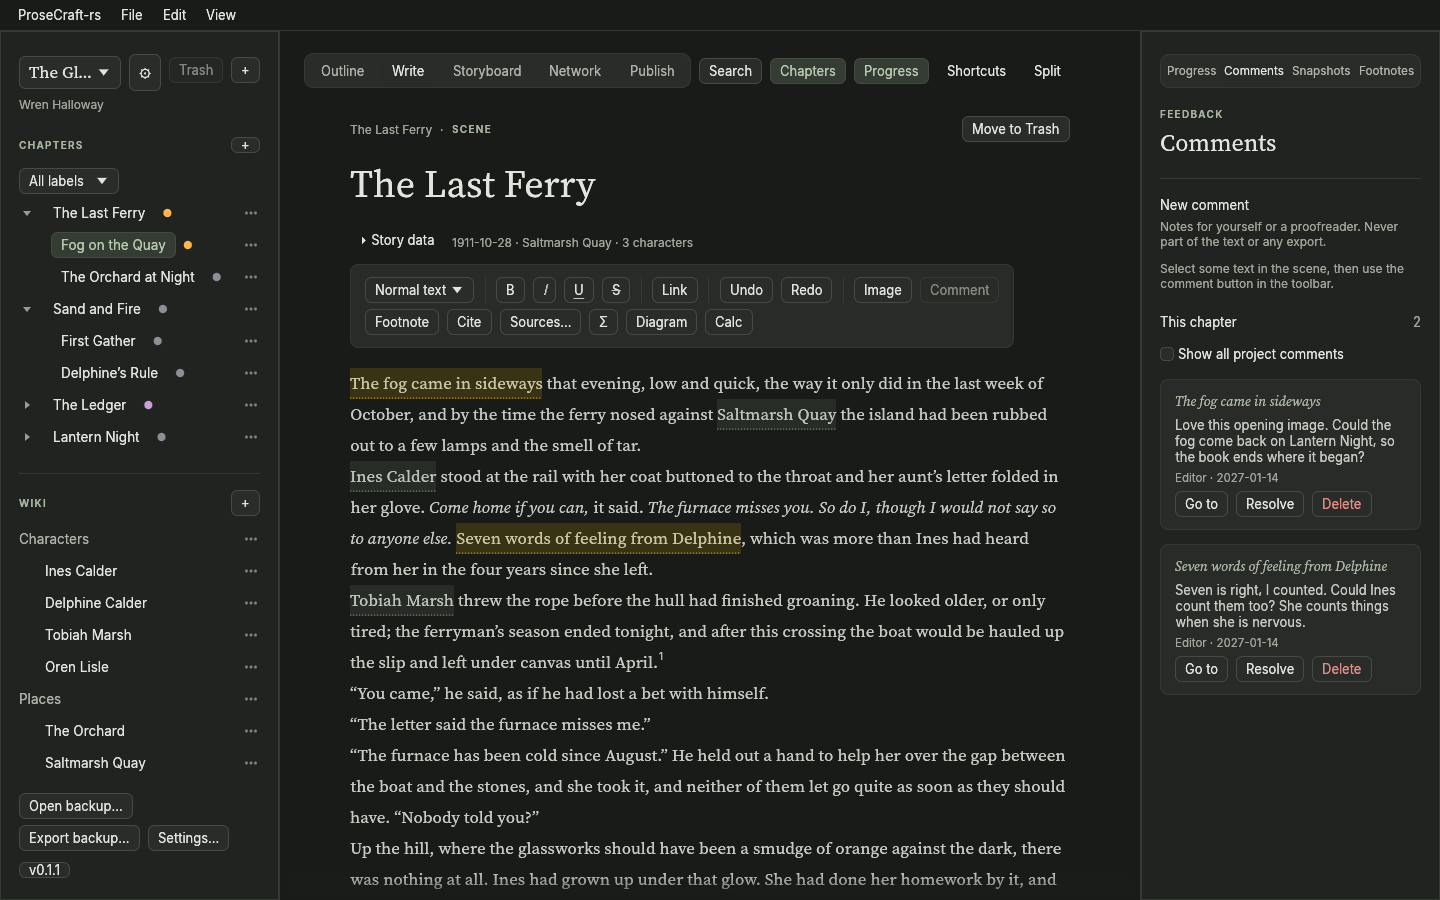 ProseCraft-rs File Edit View
The Gl... ⚙ Trash +
Wren Halloway
CHAPTERS +
All labels
The Last Ferry
Fog on the Quay
The Orchard at Night
Sand and Fire
First Gather
Delphine’s Rule
The Ledger
Lantern Night
WIKI +
Characters
Ines Calder
Delphine Calder
Tobiah Marsh
Oren Lisle
Places
The Orchard
Saltmarsh Quay
Open backup...
Export backup... Settings...
v0.1.1
Outline Write Storyboard Network Publish Search Chapters Progress Shortcuts Split
The Last Ferry · SCENE Move to Trash
The Last Ferry
Story data 1911-10-28 · Saltmarsh Quay · 3 characters
Normal text B I U S Link Undo Redo Image Comment
Footnote Cite Sources... Σ Diagram Calc
The fog came in sideways that evening, low and quick, the way it only did in the last week of
October, and by the time the ferry nosed against Saltmarsh Quay the island had been rubbed
out to a few lamps and the smell of tar.
Ines Calder stood at the rail with her coat buttoned to the throat and her aunt’s letter folded in
her glove. Come home if you can, it said. The furnace misses you. So do I, though I would not say so
to anyone else. Seven words of feeling from Delphine, which was more than Ines had heard
from her in the four years since she left.
Tobiah Marsh threw the rope before the hull had finished groaning. He looked older, or only
tired; the ferryman’s season ended tonight, and after this crossing the boat would be hauled up
the slip and left under canvas until April.1
“You came,” he said, as if he had lost a bet with himself.
“The letter said the furnace misses me.”
“The furnace has been cold since August.” He held out a hand to help her over the gap between
the boat and the stones, and she took it, and neither of them let go quite as soon as they should
have. “Nobody told you?”
Up the hill, where the glassworks should have been a smudge of orange against the dark, there
was nothing at all. Ines had grown up under that glow. She had done her homework by it, and
Progress Comments Snapshots Footnotes
FEEDBACK
Comments
New comment
Notes for yourself or a proofreader. Never
part of the text or any export.
Select some text in the scene, then use the
comment button in the toolbar.
This chapter 2
Show all project comments
The fog came in sideways
Love this opening image. Could the
fog come back on Lantern Night, so
the book ends where it began?
Editor · 2027-01-14
Go to Resolve Delete
Seven words of feeling from Delphine
Seven is right, I counted. Could Ines
count them too? She counts things
when she is nervous.
Editor · 2027-01-14
Go to Resolve Delete